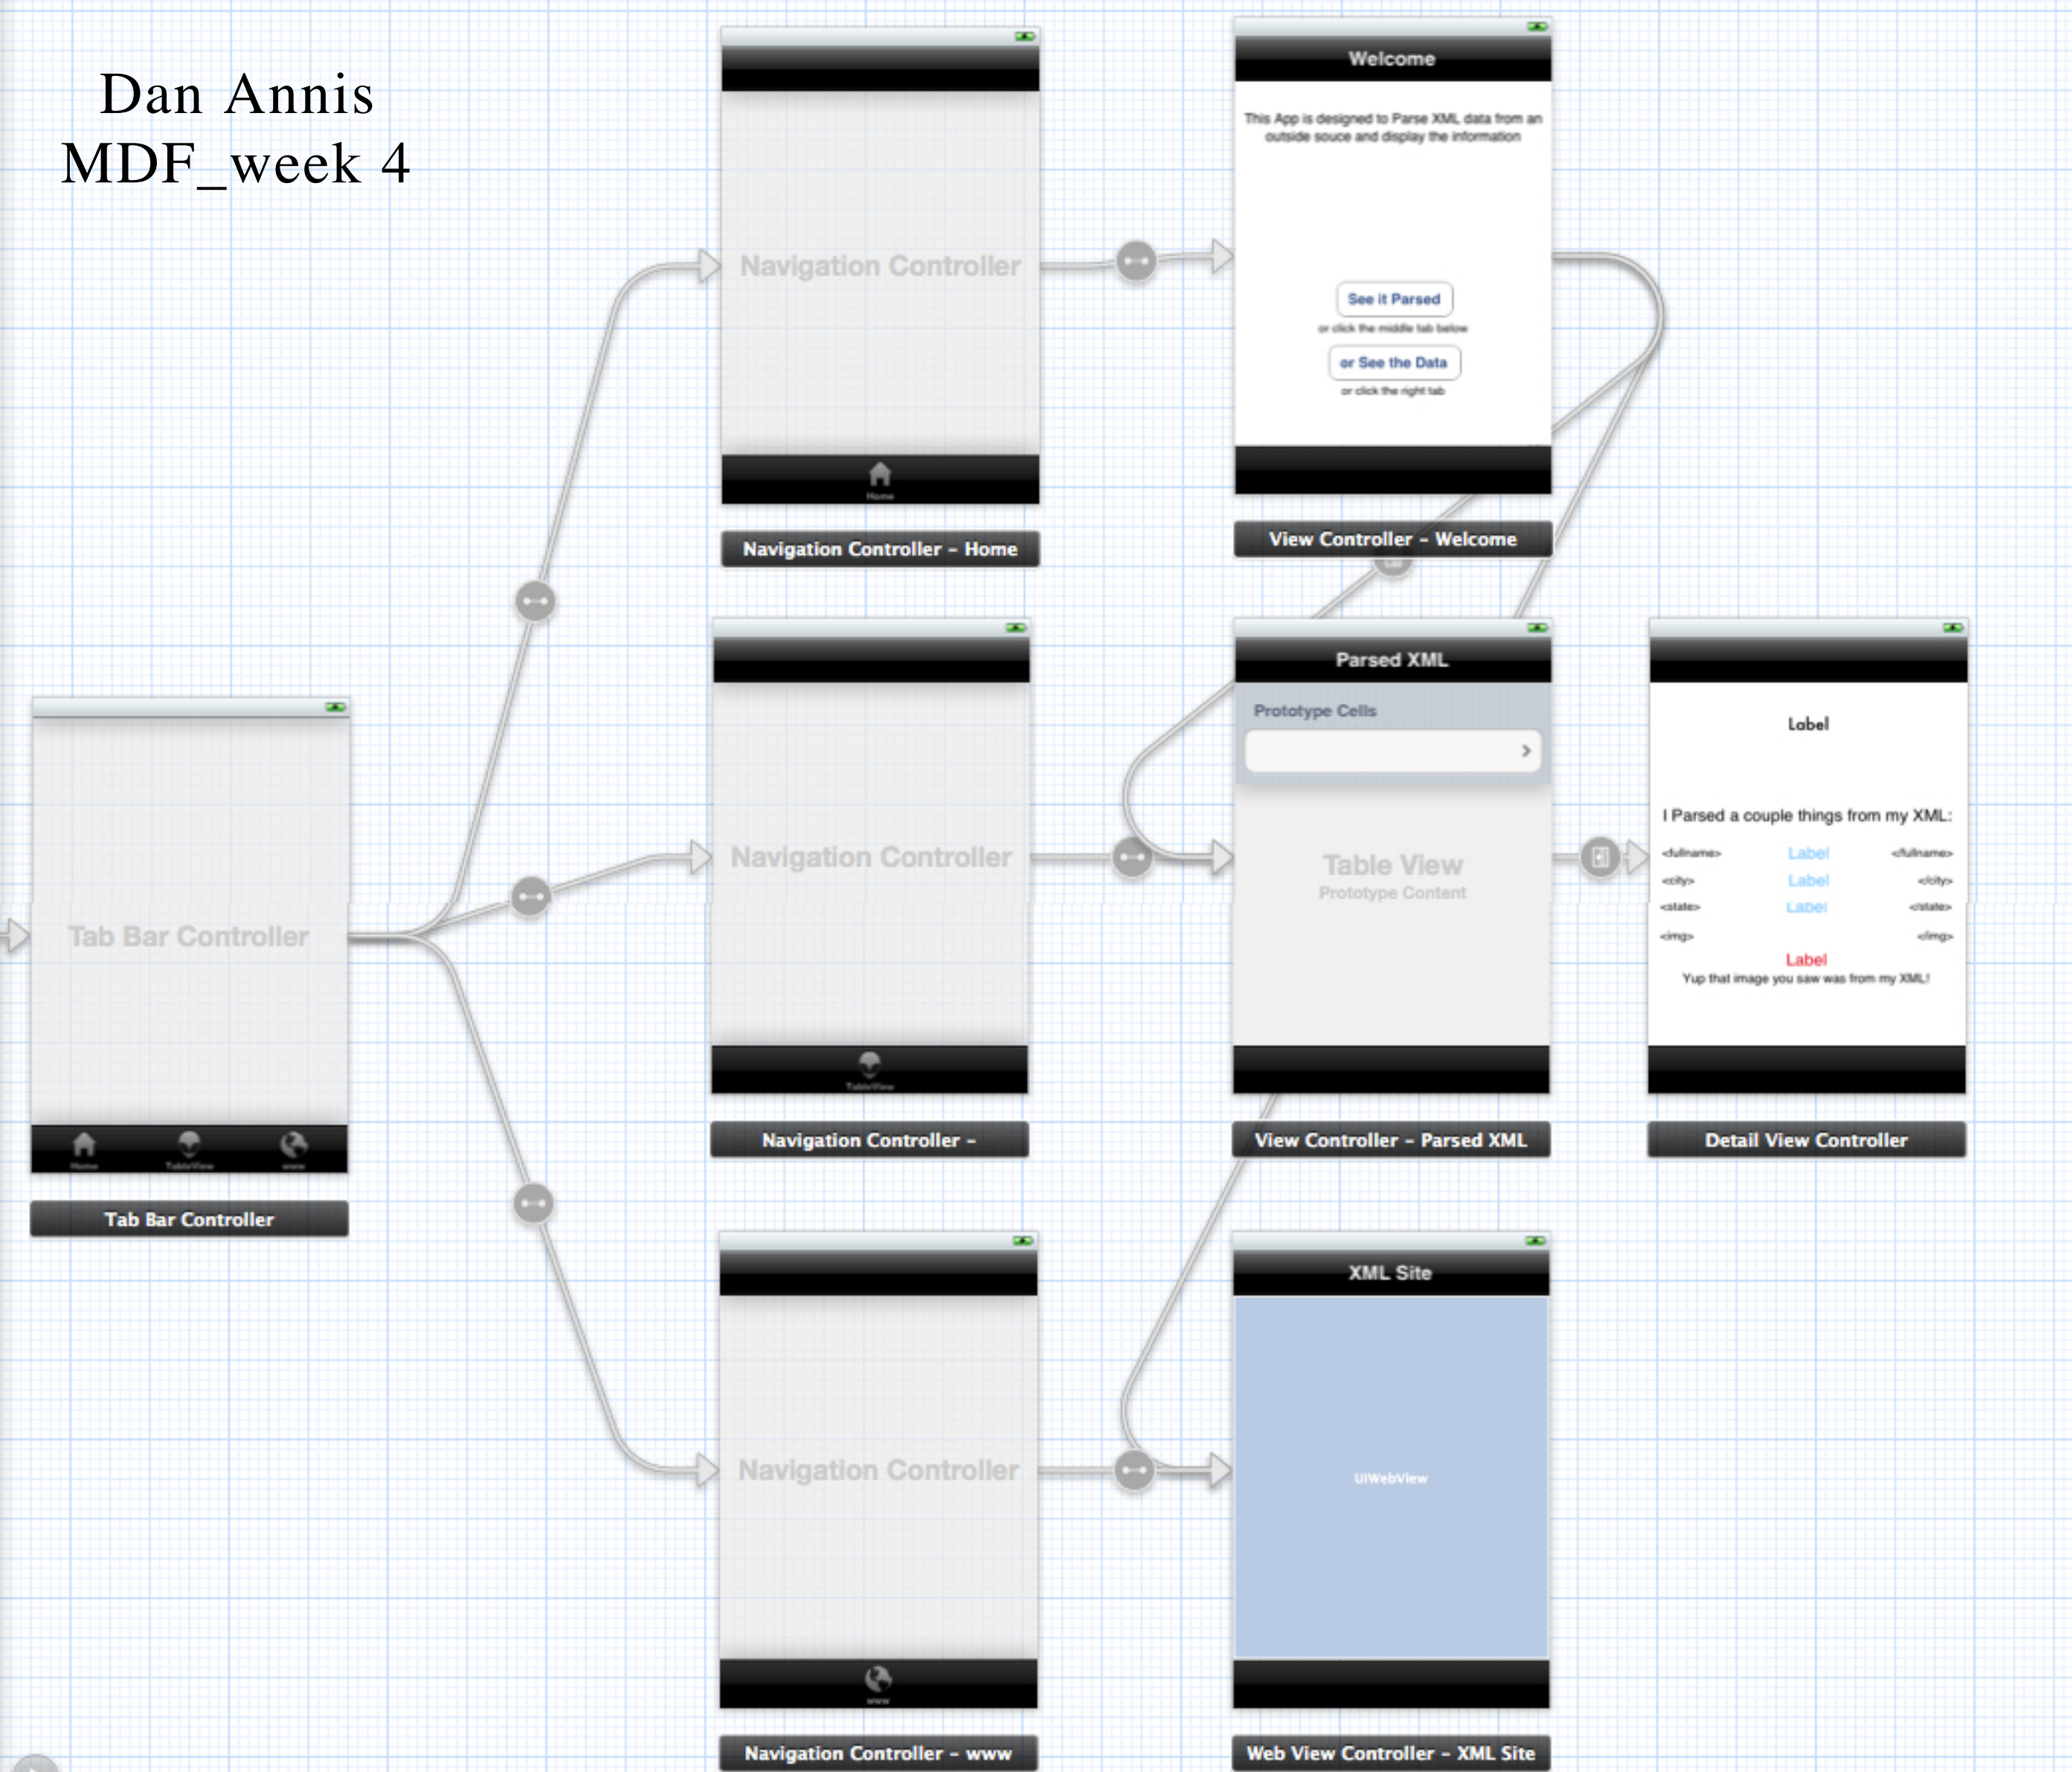 Dan Annis
MDF_week 4
Navigation Controller
Home
Navigation Controller - Home
Welcome
This App is designed to Parse XML data from an
outside souce and display the information
See it Parsed
or click the middle tab below
or See the Data
or click the right tab
View Controller - Welcome
Tab Bar Controller
Home
TableView
www
Tab Bar Controller
Navigation Controller
TableView
Navigation Controller -
Parsed XML
Prototype Cells
Table View
Prototype Content
View Controller - Parsed XML
Label
I Parsed a couple things from my XML:
<fullname> Label </fullname>
<city> Label </city>
<state> Label </state>
<img> </img>
Label
Yup that image you saw was from my XML!
Detail View Controller
Navigation Controller
www
Navigation Controller - www
XML Site
UIWebView
Web View Controller - XML Site